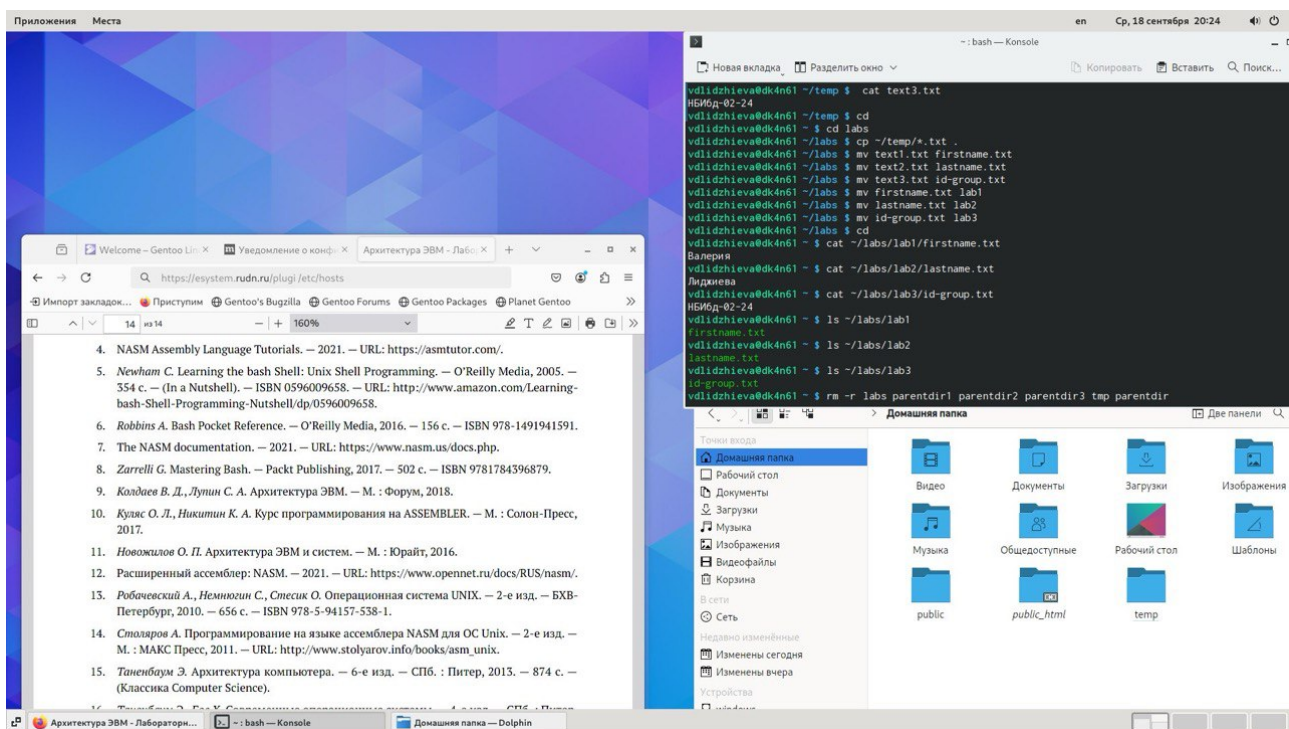 Приложения Места en Ср, 18 сентября 20:24
~ : bash — Konsole
Новая вкладка Разделить окно Копировать Вставить Поиск...
vdlidzhieva@dk4n61 ~/temp $ cat text3.txt
НБИбд-02-24
vdlidzhieva@dk4n61 ~/temp $ cd
vdlidzhieva@dk4n61 ~ $ cd labs
vdlidzhieva@dk4n61 ~/labs $ cp ~/temp/*.txt .
vdlidzhieva@dk4n61 ~/labs $ mv text1.txt firstname.txt
vdlidzhieva@dk4n61 ~/labs $ mv text2.txt lastname.txt
vdlidzhieva@dk4n61 ~/labs $ mv text3.txt id-group.txt
vdlidzhieva@dk4n61 ~/labs $ mv firstname.txt lab1
vdlidzhieva@dk4n61 ~/labs $ mv lastname.txt lab2
vdlidzhieva@dk4n61 ~/labs $ mv id-group.txt lab3
vdlidzhieva@dk4n61 ~/labs $ cd
vdlidzhieva@dk4n61 ~ $ cat ~/labs/lab1/firstname.txt
Валерия
vdlidzhieva@dk4n61 ~ $ cat ~/labs/lab2/lastname.txt
Лиджиева
vdlidzhieva@dk4n61 ~ $ cat ~/labs/lab3/id-group.txt
НБИбд-02-24
vdlidzhieva@dk4n61 ~ $ ls ~/labs/lab1
firstname.txt
vdlidzhieva@dk4n61 ~ $ ls ~/labs/lab2
lastname.txt
vdlidzhieva@dk4n61 ~ $ ls ~/labs/lab3
id-group.txt
vdlidzhieva@dk4n61 ~ $ rm -r labs parentdir1 parentdir2 parentdir3 tmp parentdir
Welcome – Gentoo Lin Уведомление о конф Архитектура ЭВМ - Лабо
https://esystem.rudn.ru/plugi /etc/hosts
Импорт закладок... Приступим Gentoo's Bugzilla Gentoo Forums Gentoo Packages Planet Gentoo
14 из 14 — + 160%
4. NASM Assembly Language Tutorials. — 2021. — URL: https://asmtutor.com/.
5. Newham C. Learning the bash Shell: Unix Shell Programming. — O'Reilly Media, 2005. —
354 с. — (In a Nutshell). — ISBN 0596009658. — URL: http://www.amazon.com/Learning-
bash-Shell-Programming-Nutshell/dp/0596009658.
6. Robbins A. Bash Pocket Reference. — O'Reilly Media, 2016. — 156 с. — ISBN 978-1491941591.
7. The NASM documentation. — 2021. — URL: https://www.nasm.us/docs.php.
8. Zarrelli G. Mastering Bash. — Packt Publishing, 2017. — 502 с. — ISBN 9781784396879.
9. Колдаев В. Д., Лупин С. А. Архитектура ЭВМ. — М. : Форум, 2018.
10. Куляс О. Л., Никитин К. А. Курс программирования на ASSEMBLER. — М. : Солон-Пресс,
2017.
11. Новожилов О. П. Архитектура ЭВМ и систем. — М. : Юрайт, 2016.
12. Расширенный ассемблер: NASM. — 2021. — URL: https://www.opennet.ru/docs/RUS/nasm/.
13. Робачевский А., Немнюгин С., Стесик О. Операционная система UNIX. — 2-е изд. — БХВ-
Петербург, 2010. — 656 с. — ISBN 978-5-94157-538-1.
14. Столяров А. Программирование на языке ассемблера NASM для ОС Unix. — 2-е изд. —
М. : МАКС Пресс, 2011. — URL: http://www.stolyarov.info/books/asm_unix.
15. Таненбаум Э. Архитектура компьютера. — 6-е изд. — СПб. : Питер, 2013. — 874 с. —
(Классика Computer Science).
Домашняя папка Две панели
Точки входа
Домашняя папка
Рабочий стол
Документы
Загрузки
Музыка
Изображения
Видеофайлы
Корзина
В сети
Сеть
Недавно изменённые
Изменены сегодня
Изменены вчера
Устройства
Видео Документы Загрузки Изображения
Музыка Общедоступные Рабочий стол Шаблоны
public public_html temp
Архитектура ЭВМ - Лабораторн... ~ : bash — Konsole Домашняя папка — Dolphin